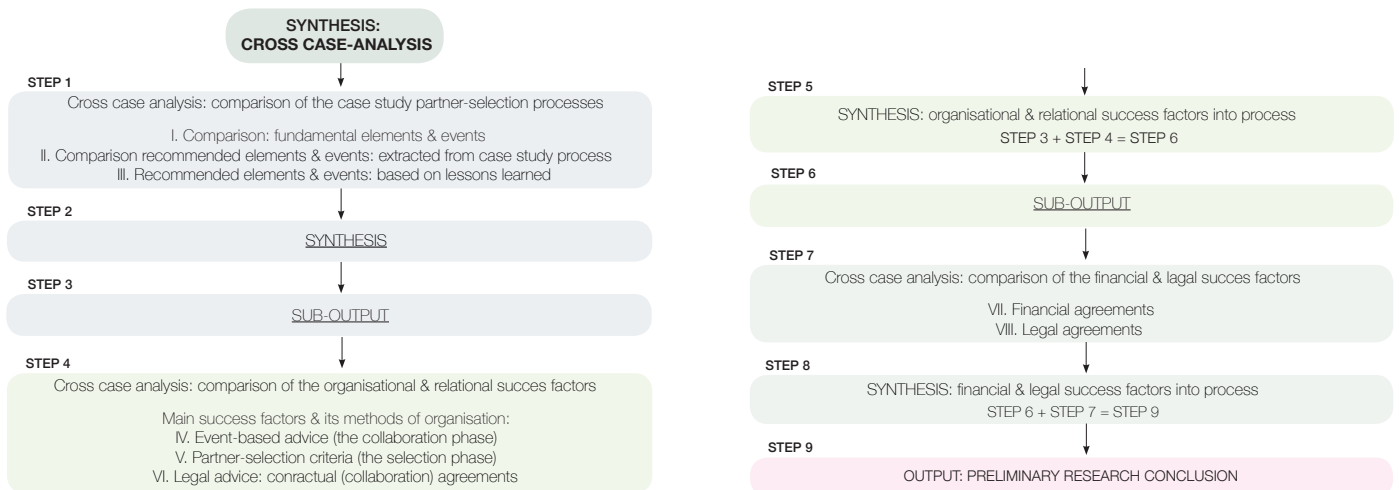 SYNTHESIS:
CROSS CASE-ANALYSIS
STEP 1
Cross case analysis: comparison of the case study partner-selection processes
I. Comparison: fundamental elements & events
II. Comparison recommended elements & events: extracted from case study process
III. Recommended elements & events: based on lessons learned
STEP 2
SYNTHESIS
STEP 3
SUB-OUTPUT
STEP 4
Cross case analysis: comparison of the organisational & relational succes factors
Main success factors & its methods of organisation:
IV. Event-based advice (the collaboration phase)
V. Partner-selection criteria (the selection phase)
VI. Legal advice: conractual (collaboration) agreements
STEP 5
SYNTHESIS: organisational & relational success factors into process
STEP 3 + STEP 4 = STEP 6
STEP 6
SUB-OUTPUT
STEP 7
Cross case analysis: comparison of the financial & lagal succes factors
VII. Financial agreements
VIII. Legal agreements
STEP 8
SYNTHESIS: financial & legal success factors into process
STEP 6 + STEP 7 = STEP 9
STEP 9
OUTPUT: PRELIMINARY RESEARCH CONCLUSION